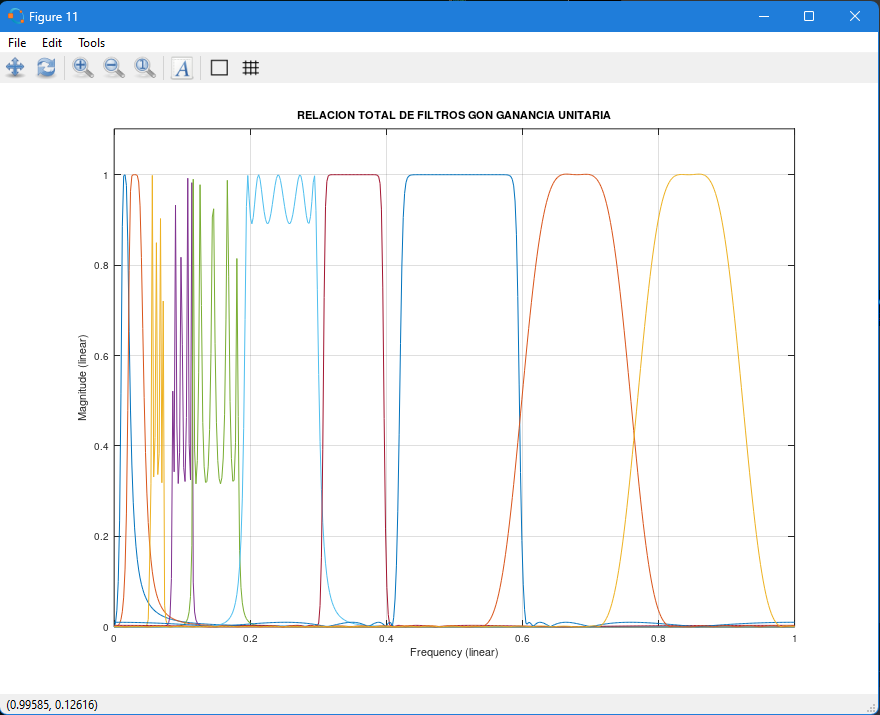 Figure 11
File Edit Tools
A
RELACION TOTAL DE FILTROS GON GANANCIA UNITARIA
Magnitude (linear)
1
0.8
0.6
0.4
0.2
0
0 0.2 0.4 0.6 0.8 1
Frequency (linear)
(0.99585, 0.12616)